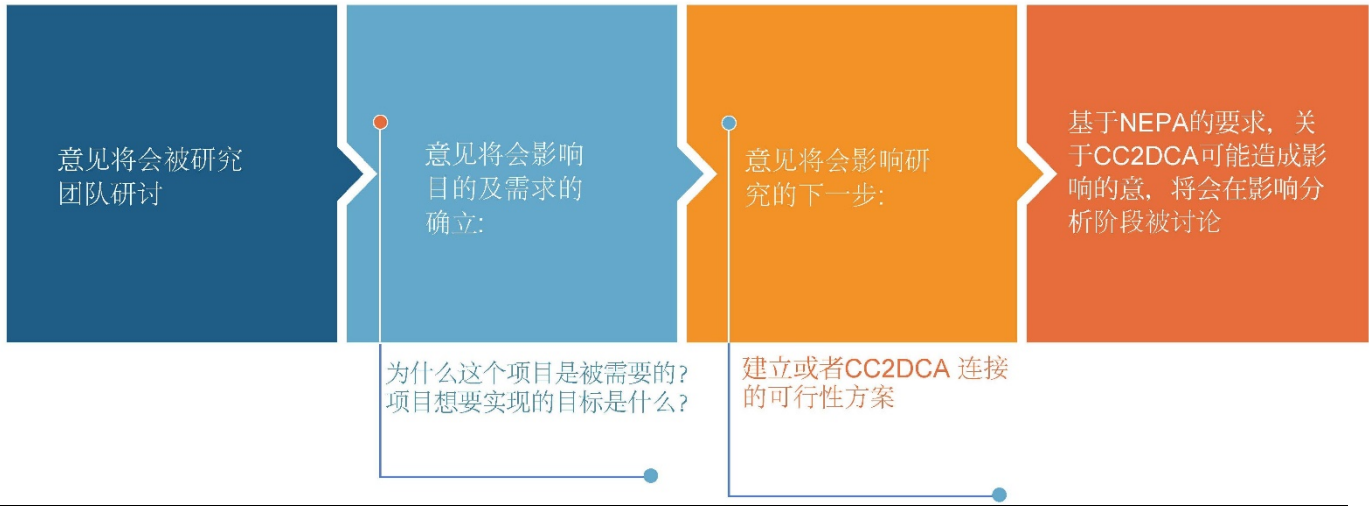 意见将会被研究
团队研讨
意见将会影响
目的及需求的
确立:
为什么这个项目是被需要的?
项目想要实现的目标是什么?
意见将会影响研
究的下一步:
建立或者CC2DCA 连接
的可行性方案
基于NEPA的要求, 关
于CC2DCA可能造成影
响的意, 将会在影响分
析阶段被讨论